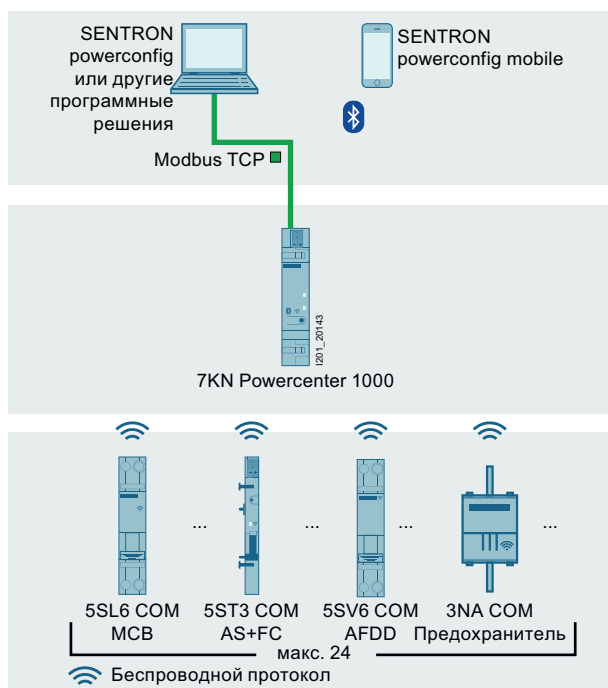 SENTRON
powerconfig
или другие
программные
решения
SENTRON
powerconfig mobile
Modbus TCP
I201_20143
7KN Powercenter 1000
...
...
...
...
5SL6 COM
MCB
5ST3 COM
AS+FC
5SV6 COM
AFDD
3NA COM
Предохранитель
макс. 24
Беспроводной протокол